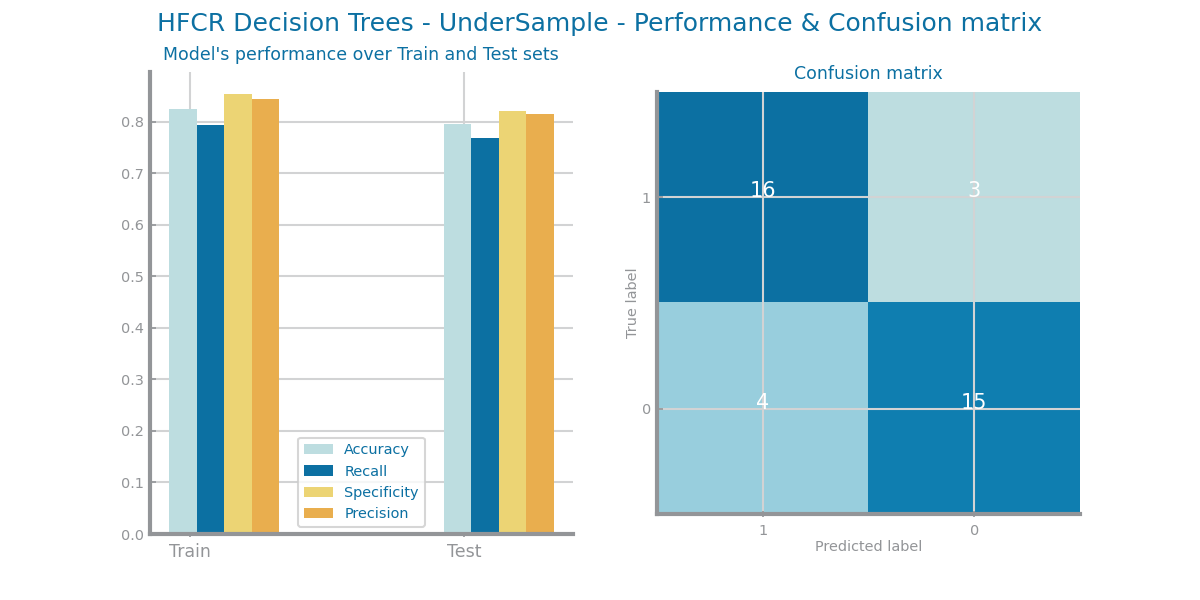 HFCR Decision Trees - UnderSample - Performance & Confusion matrix
Model's performance over Train and Test sets
0.8
0.7
0.6
0.5
0.4
0.3
0.2
0.1
0.0
Train
Test
Accuracy
Recall
Specificity
Precision
Confusion matrix
True label
1
0
16
3
4
15
1
0
Predicted label